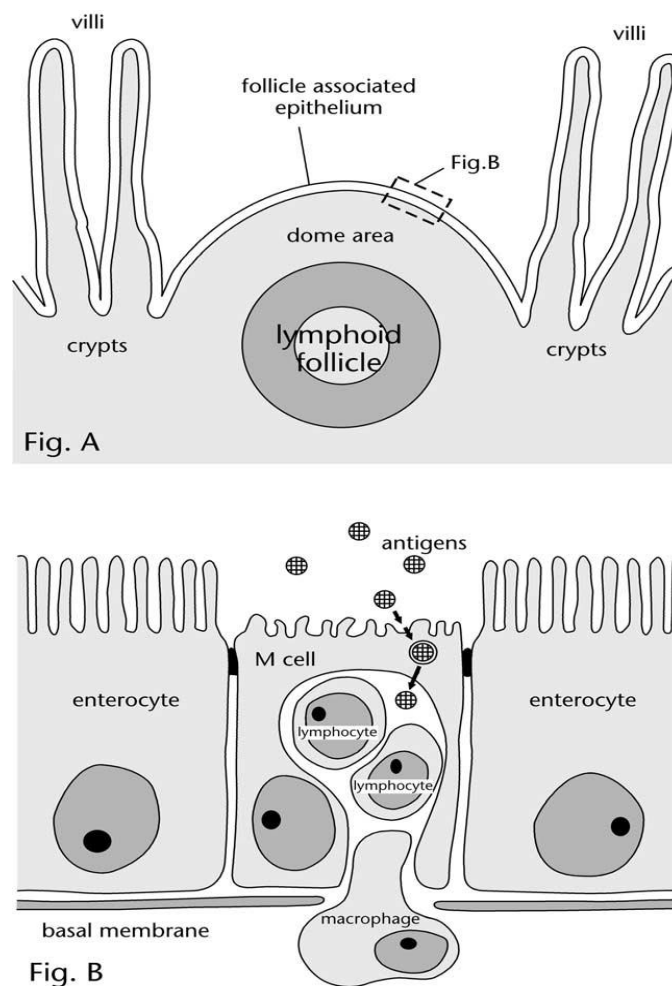 villi
villi
follicle associated
epithelium
Fig.B
dome area
lymphoid
follicle
crypts
crypts
Fig. A
antigens
M cell
enterocyte
enterocyte
lymphocyte
lymphocyte
macrophage
basal membrane
Fig. B